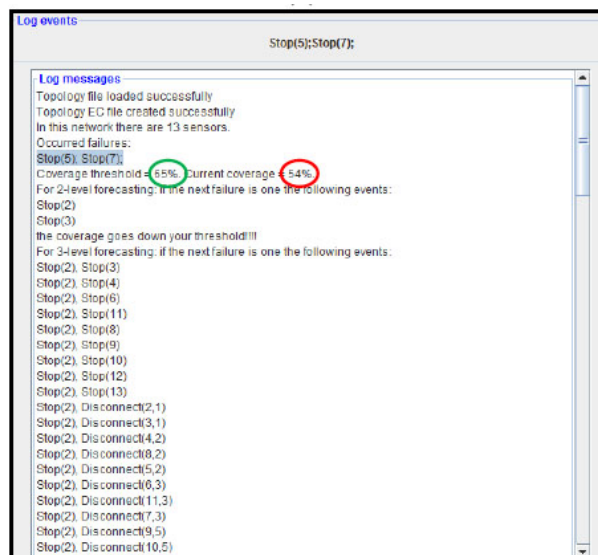 Log events
Stop(5);Stop(7);
Log messages
Topology file loaded successfully
Topology EC file created successfully
In this network there are 13 sensors.
Occurred failures:
Stop(5), Stop(7);
Coverage threshold = 65%. Current coverage = 54%.
For 2-level forecasting: if the next failure is one the following events:
Stop(2)
Stop(3)
the coverage goes down your threshold!!!!
For 3-level forecasting: if the next failure is one the following events:
Stop(2), Stop(3)
Stop(2), Stop(4)
Stop(2), Stop(6)
Stop(2), Stop(11)
Stop(2), Stop(8)
Stop(2), Stop(9)
Stop(2), Stop(10)
Stop(2), Stop(12)
Stop(2), Stop(13)
Stop(2), Disconnect(2,1)
Stop(2), Disconnect(3,1)
Stop(2), Disconnect(4,2)
Stop(2), Disconnect(8,2)
Stop(2), Disconnect(5,2)
Stop(2), Disconnect(6,3)
Stop(2), Disconnect(11,3)
Stop(2), Disconnect(7,3)
Stop(2), Disconnect(9,5)
Stop(2), Disconnect(10,5)